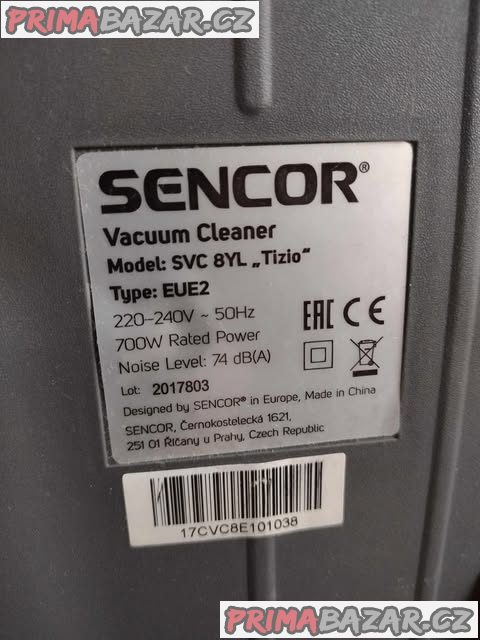 PRIMABAZAR.CZ
SENCOR®
Vacuum Cleaner
Model: SVC 8YL „Tizio“
Type: EUE2
220-240V ~ 50Hz
700W Rated Power
Noise Level: 74 dB(A)
Lot: 2017803
EAC CE
Designed by SENCOR® in Europe, Made in China
SENCOR, Černokostelecká 1621,
251 01 Říčany u Prahy, Czech Republic
17CVC8E101038
PRIMABAZAR.CZ